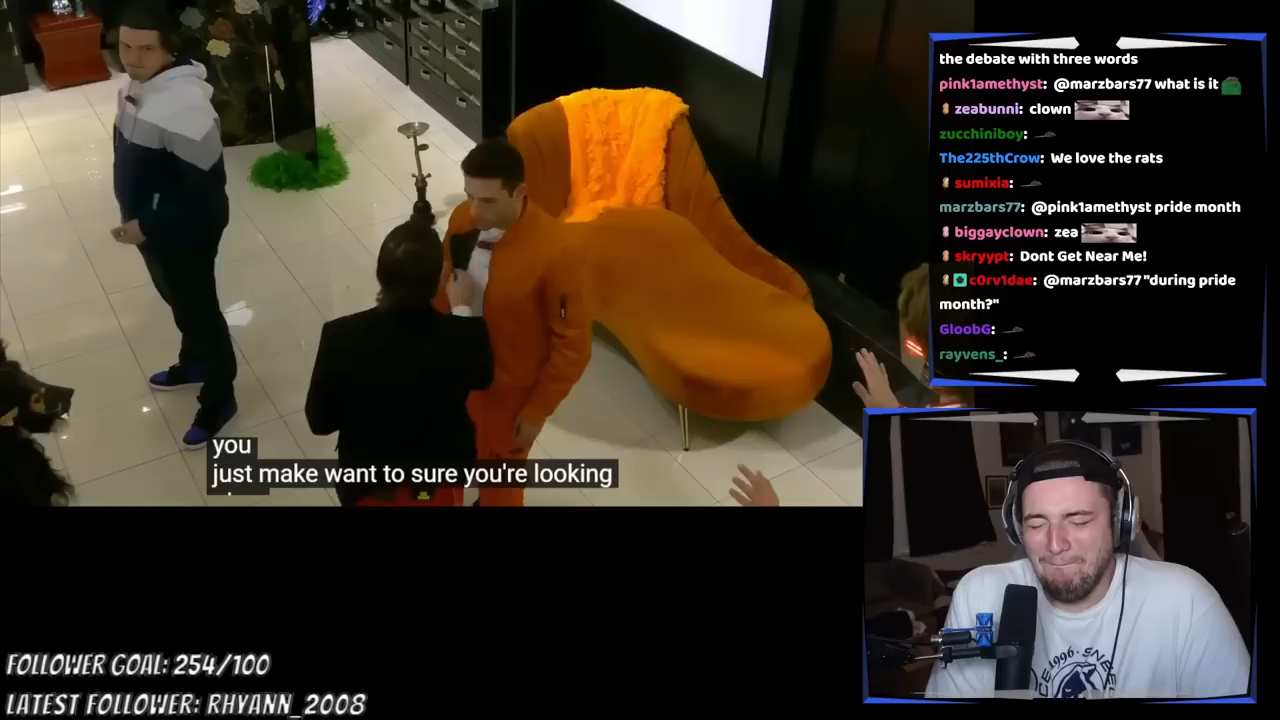 the debate with three words
pink1amethyst: @marzbars77 what is it
zeabunni: clown
zucchiniboy:
The225thCrow: We love the rats
sumixia:
marzbars77: @pink1amethyst pride month
biggayclown: zea
skryypt: Dont Get Near Me!
c0rv1dae: @marzbars77 "during pride
month?"
GloobG:
rayvens_:
you
just make want to sure you're looking
1996
FOLLOWER GOAL: 254/100
LATEST FOLLOWER: RHYANN_2008